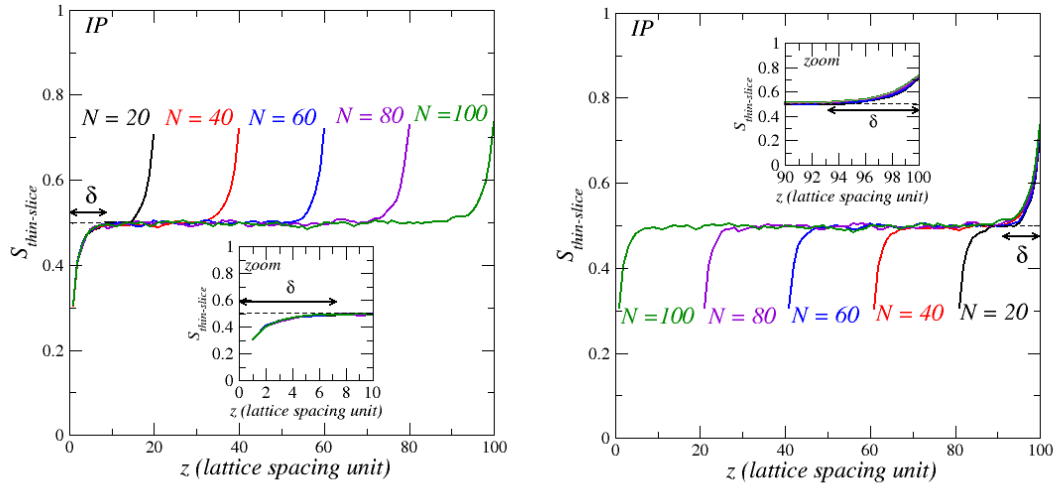 IP
N = 20 N = 40 N = 60 N = 80 N =100
δ
S thin-slice
1
0.8
0.6
0.4
0.2
0
0 20 40 60 80 100
z (lattice spacing unit)
zoom
δ
S thin-slice
1
0.8
0.6
0.4
0.2
0
0 2 4 6 8 10
z (lattice spacing unit)
IP
zoom
δ
S thin-slice
1
0.8
0.6
0.4
0.2
0
90 92 94 96 98 100
z (lattice spacing unit)
δ
N =100 N = 80 N = 60 N = 40 N = 20
S thin-slice
1
0.8
0.6
0.4
0.2
0
0 20 40 60 80 100
z (lattice spacing unit)